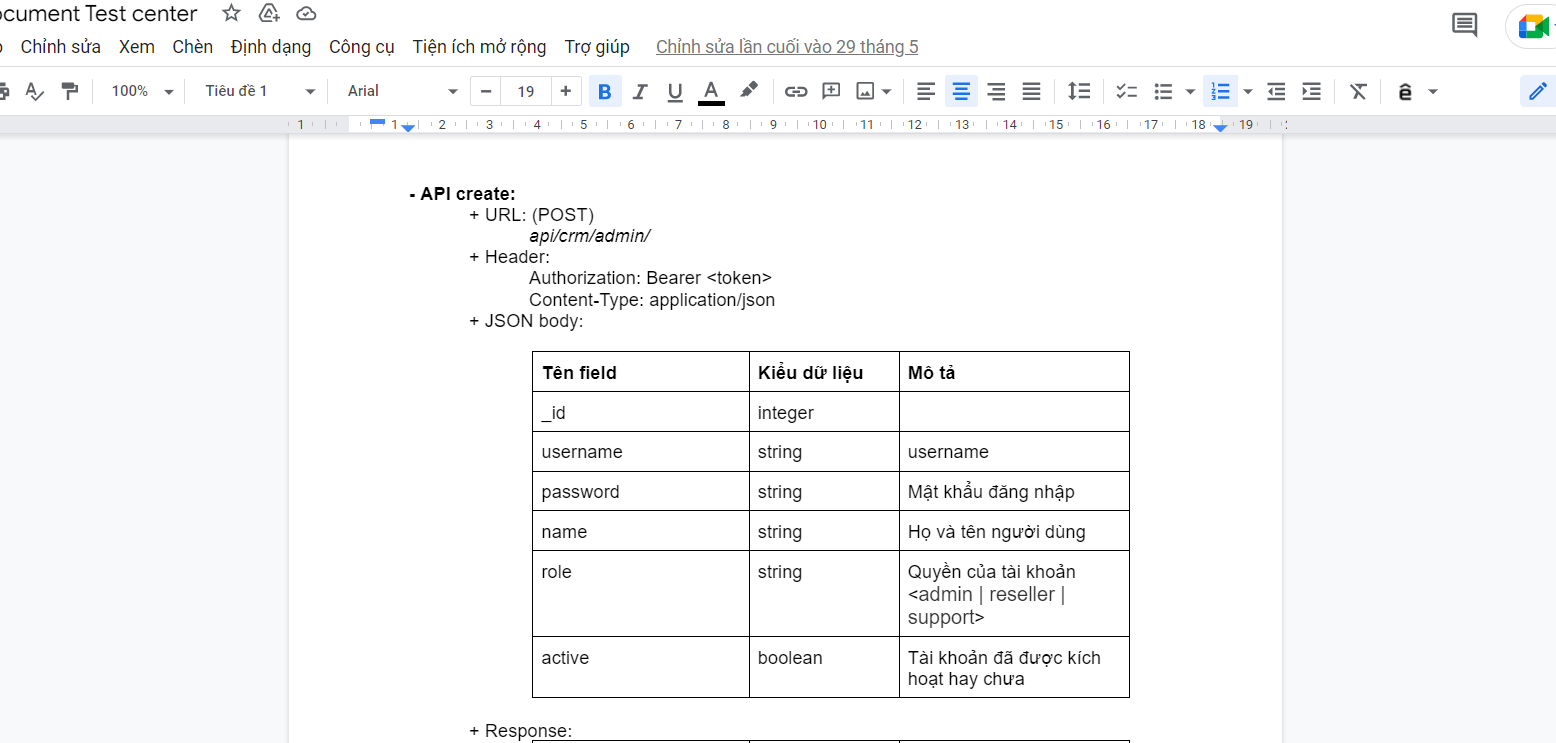 ocument Test center
Chỉnh sửa Xem Chèn Định dạng Công cụ Tiện ích mở rộng Trợ giúp Chỉnh sửa lần cuối vào 29 tháng 5
100% Tiêu đề 1 Arial 19 B I U A ê
1 1 2 3 4 5 6 7 8 9 10 11 12 13 14 15 16 17 18 19
- API create:
+ URL: (POST)
api/crm/admin/
+ Header:
Authorization: Bearer <token>
Content-Type: application/json
+ JSON body:
Tên field Kiểu dữ liệu Mô tả
_id integer
username string username
password string Mật khẩu đăng nhập
name string Họ và tên người dùng
role string Quyền của tài khoản
<admin | reseller |
support>
active boolean Tài khoản đã được kích
hoạt hay chưa
+ Response: